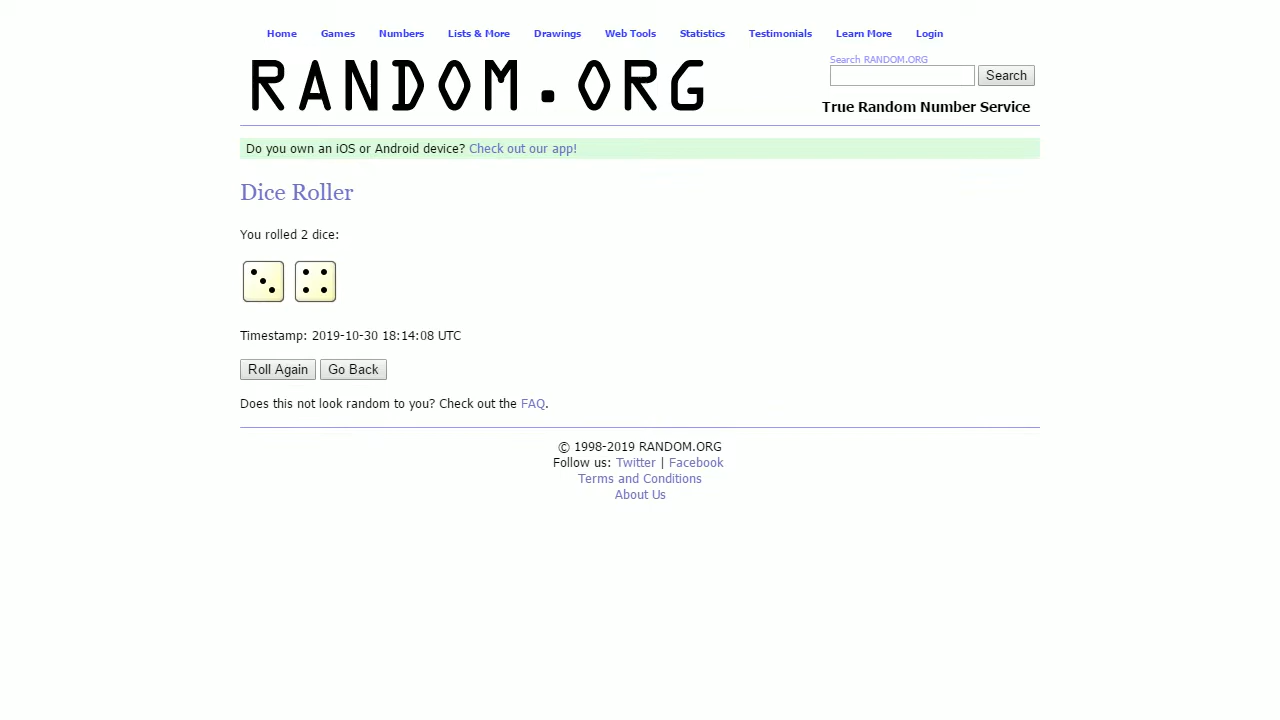 Home Games Numbers Lists & More Drawings Web Tools Statistics Testimonials Learn More Login
RANDOM.ORG
Search RANDOM.ORG
Search
True Random Number Service
Do you own an iOS or Android device? Check out our app!
Dice Roller
You rolled 2 dice:
Timestamp: 2019-10-30 18:14:08 UTC
Roll Again Go Back
Does this not look random to you? Check out the FAQ.
© 1998-2019 RANDOM.ORG
Follow us: Twitter | Facebook
Terms and Conditions
About Us